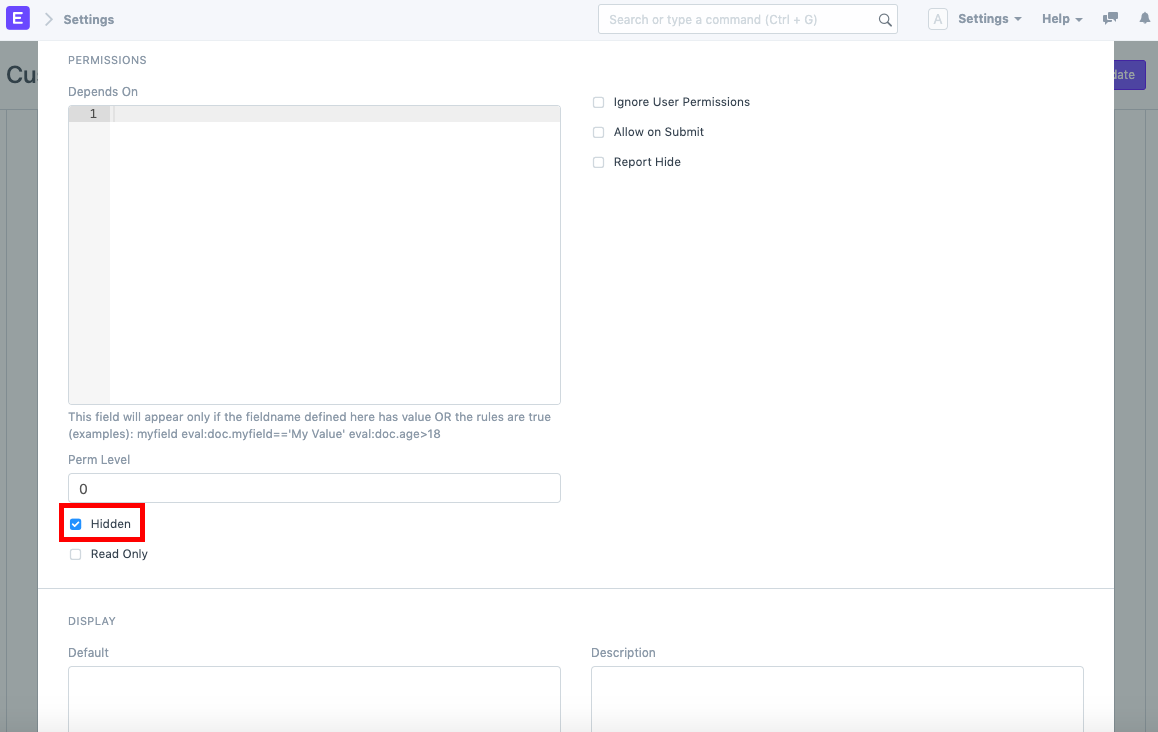 E
Settings
Search or type a command (Ctrl + G)
A
Settings
Help
Cu
date
PERMISSIONS
Depends On
1
Ignore User Permissions
Allow on Submit
Report Hide
This field will appear only if the fieldname defined here has value OR the rules are true
(examples): myfield eval:doc.myfield=='My Value' eval:doc.age>18
Perm Level
0
Hidden
Read Only
DISPLAY
Default
Description